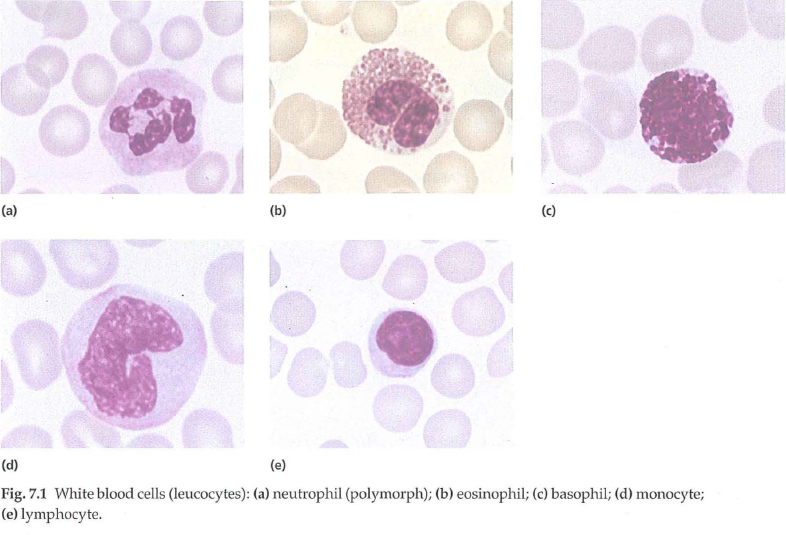 (a)
(b)
(c)
(d)
(e)
Fig. 7.1 White blood cells (leucocytes): (a) neutrophil (polymorph); (b) eosinophil; (c) basophil; (d) monocyte;
(e) lymphocyte.